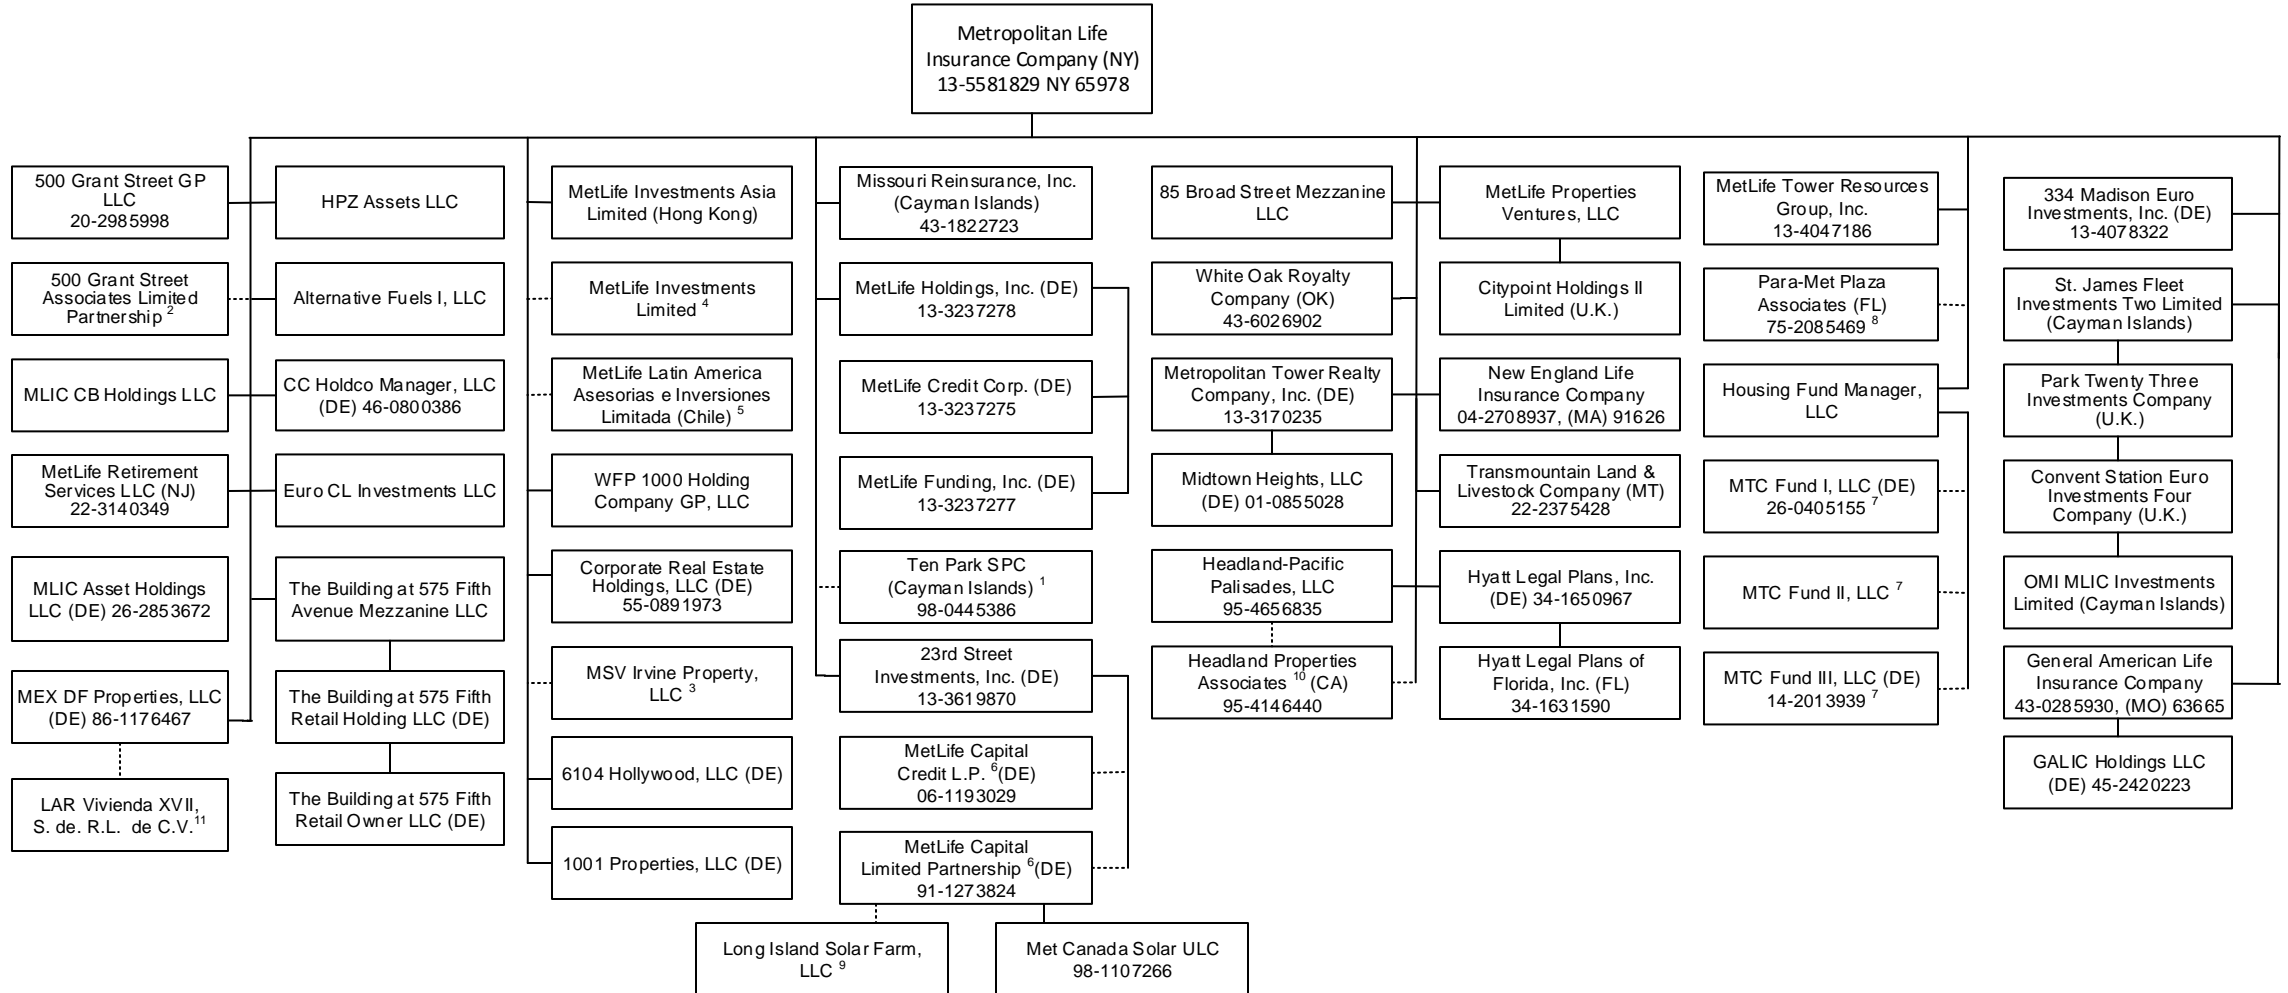 Metropolitan Life
Insurance Company (NY)
13-5581829 NY 65978
500 Grant Street GP
LLC
20-2985998
500 Grant Street
Associates Limited
Partnership 2
MLIC CB Holdings LLC
MetLife Retirement
Services LLC (NJ)
22-3140349
MLIC Asset Holdings
LLC (DE) 26-2853672
MEX DF Properties, LLC
(DE) 86-1176467
LAR Vivienda XVII,
S. de. R.L. de C.V.11
HPZ Assets LLC
Alternative Fuels I, LLC
CC Holdco Manager, LLC
(DE) 46-0800386
Euro CL Investments LLC
The Building at 575 Fifth
Avenue Mezzanine LLC
The Building at 575 Fifth
Retail Holding LLC (DE)
The Building at 575 Fifth
Retail Owner LLC (DE)
MetLife Investments Asia
Limited (Hong Kong)
MetLife Investments
Limited 4
MetLife Latin America
Asesorias e Inversiones
Limitada (Chile) 5
WFP 1000 Holding
Company GP, LLC
Corporate Real Estate
Holdings, LLC (DE)
55-0891973
MSV Irvine Property,
LLC 3
6104 Hollywood, LLC (DE)
1001 Properties, LLC (DE)
Missouri Reinsurance, Inc.
(Cayman Islands)
43-1822723
MetLife Holdings, Inc. (DE)
13-3237278
MetLife Credit Corp. (DE)
13-3237275
MetLife Funding, Inc. (DE)
13-3237277
Ten Park SPC
(Cayman Islands) 1
98-0445386
23rd Street
Investments, Inc. (DE)
13-3619870
MetLife Capital
Credit L.P. 6(DE)
06-1193029
MetLife Capital
Limited Partnership 6(DE)
91-1273824
Long Island Solar Farm,
LLC 9
Met Canada Solar ULC
98-1107266
85 Broad Street Mezzanine
LLC
White Oak Royalty
Company (OK)
43-6026902
Metropolitan Tower Realty
Company, Inc. (DE)
13-3170235
Midtown Heights, LLC
(DE) 01-0855028
Headland-Pacific
Palisades, LLC
95-4656835
Headland Properties
Associates 10 (CA)
95-4146440
MetLife Properties
Ventures, LLC
Citypoint Holdings II
Limited (U.K.)
New England Life
Insurance Company
04-2708937, (MA) 91626
Transmountain Land &
Livestock Company (MT)
22-2375428
Hyatt Legal Plans, Inc.
(DE) 34-1650967
Hyatt Legal Plans of
Florida, Inc. (FL)
34-1631590
MetLife Tower Resources
Group, Inc.
13-4047186
Para-Met Plaza
Associates (FL)
75-2085469 8
Housing Fund Manager,
LLC
MTC Fund I, LLC (DE)
26-0405155 7
MTC Fund II, LLC 7
MTC Fund III, LLC (DE)
14-2013939 7
334 Madison Euro
Investments, Inc. (DE)
13-4078322
St. James Fleet
Investments Two Limited
(Cayman Islands)
Park Twenty Three
Investments Company
(U.K.)
Convent Station Euro
Investments Four
Company (U.K.)
OMI MLIC Investments
Limited (Cayman Islands)
General American Life
Insurance Company
43-0285930, (MO) 63665
GALIC Holdings LLC
(DE) 45-2420223